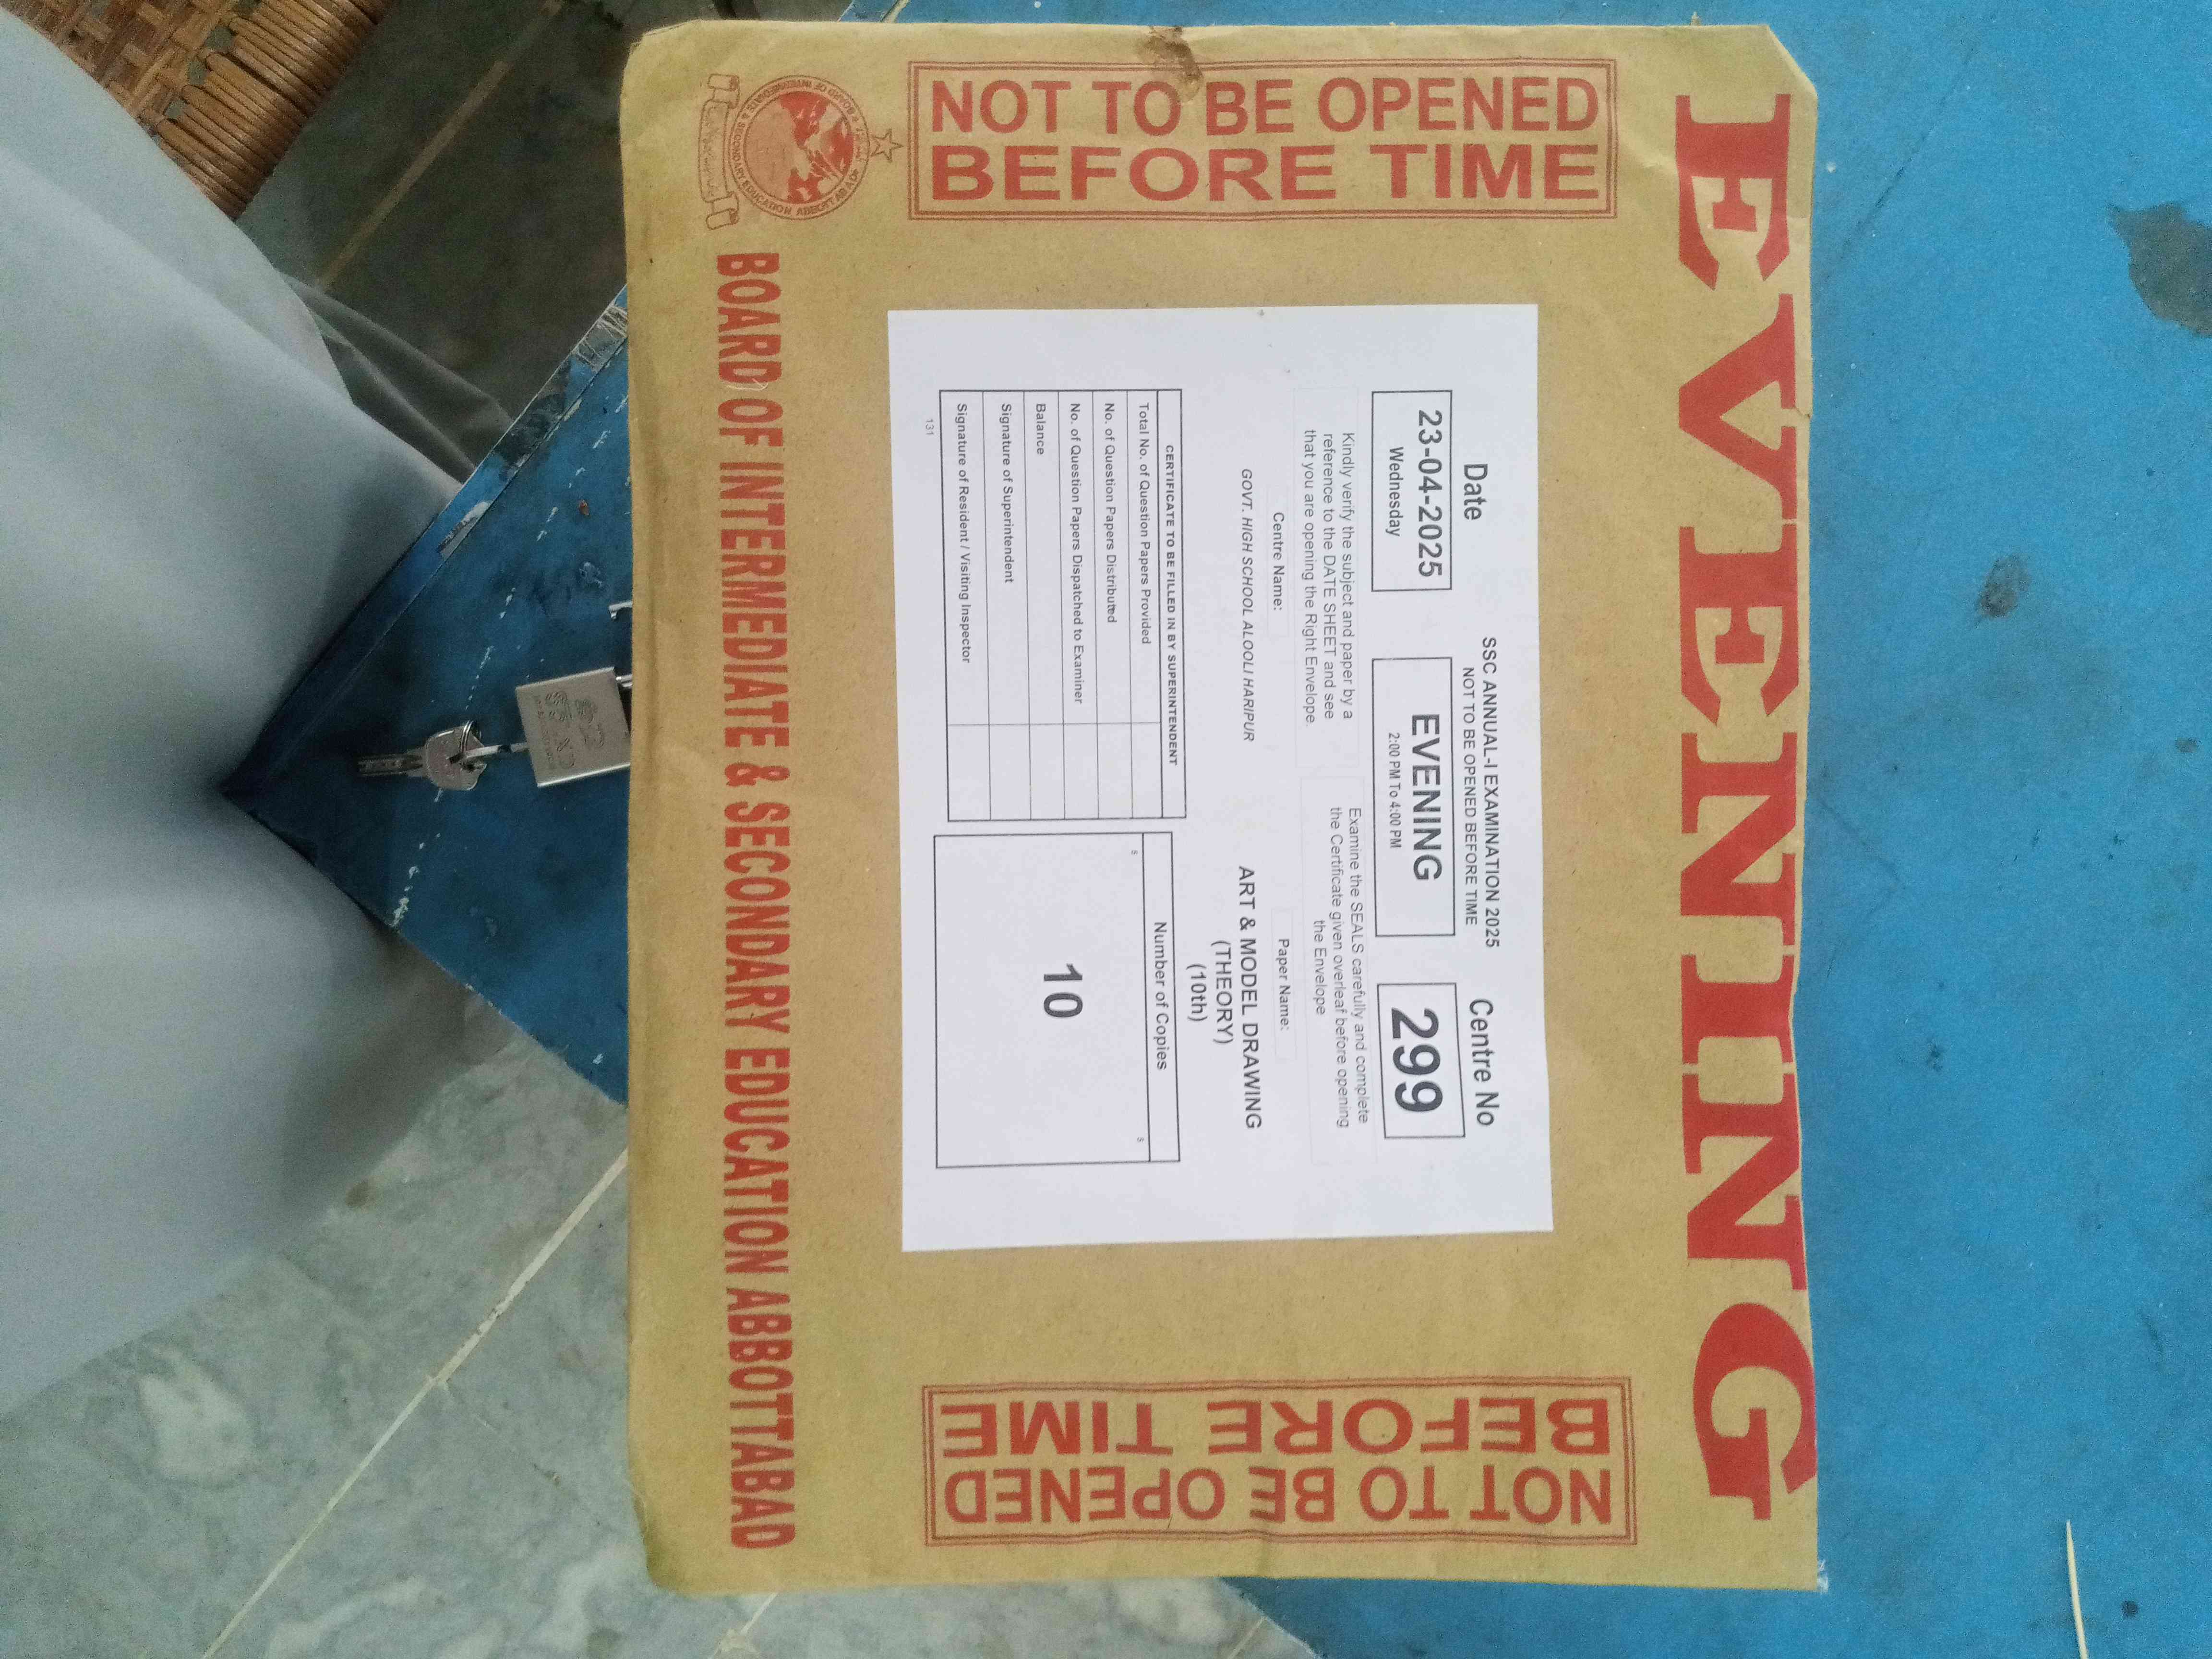 EVENING
NOT TO BE OPENED
BEFORE TIME
NOT TO BE OPENED
BEFORE TIME
SSC ANNUAL-I EXAMINATION 2025
NOT TO BE OPENED BEFORE TIME
Date
23-04-2025
Wednesday
EVENING
2:00 PM To 4:00 PM
Centre No
299
Kindly verify the subject and paper by a
reference to the DATE SHEET and see
that you are opening the Right Envelope
Examine the SEALS carefully and complete
the Certificate given overleaf before opening
the Envelope
Centre Name:
GOVT. HIGH SCHOOL ALOOLI HARIPUR
Paper Name:
ART & MODEL DRAWING
(THEORY)
(10th)
CERTIFICATE TO BE FILLED IN BY SUPERINTENDENT
Total No. of Question Papers Provided
No. of Question Papers Distributed
No. of Question Papers Dispatched to Examiner
Balance
Signature of Superintendent
Signature of Resident / Visiting Inspector
Number of Copies
s s
10
131
BOARD OF INTERMEDIATE & SECONDARY EDUCATION ABBOTTABAD
BOARD OF INTERMEDIATE & SECONDARY EDUCATION ABBOTTABAD